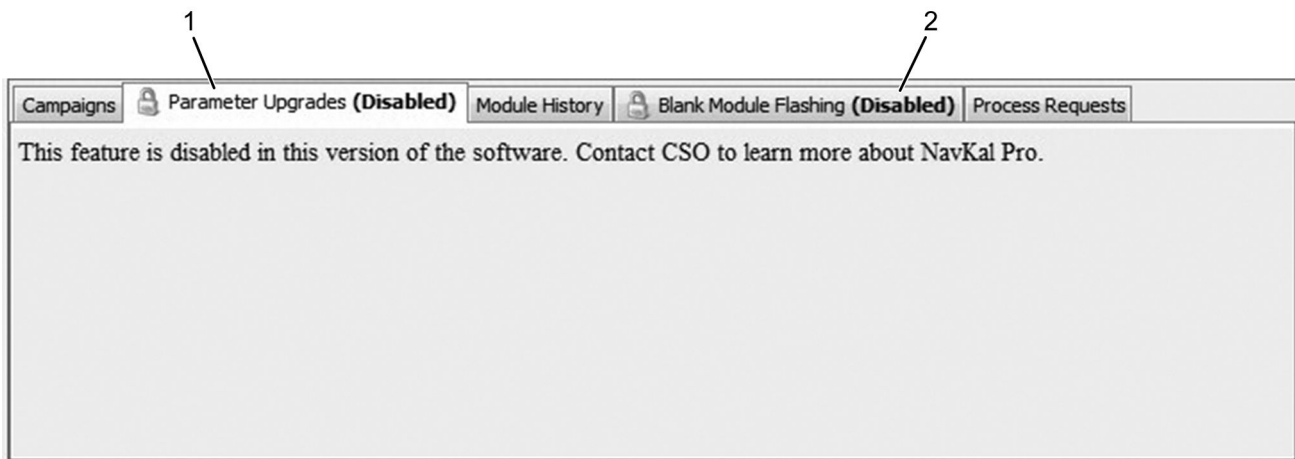 1 2
Campaigns Parameter Upgrades (Disabled) Module History Blank Module Flashing (Disabled) Process Requests
This feature is disabled in this version of the software. Contact CSO to learn more about NavKal Pro.